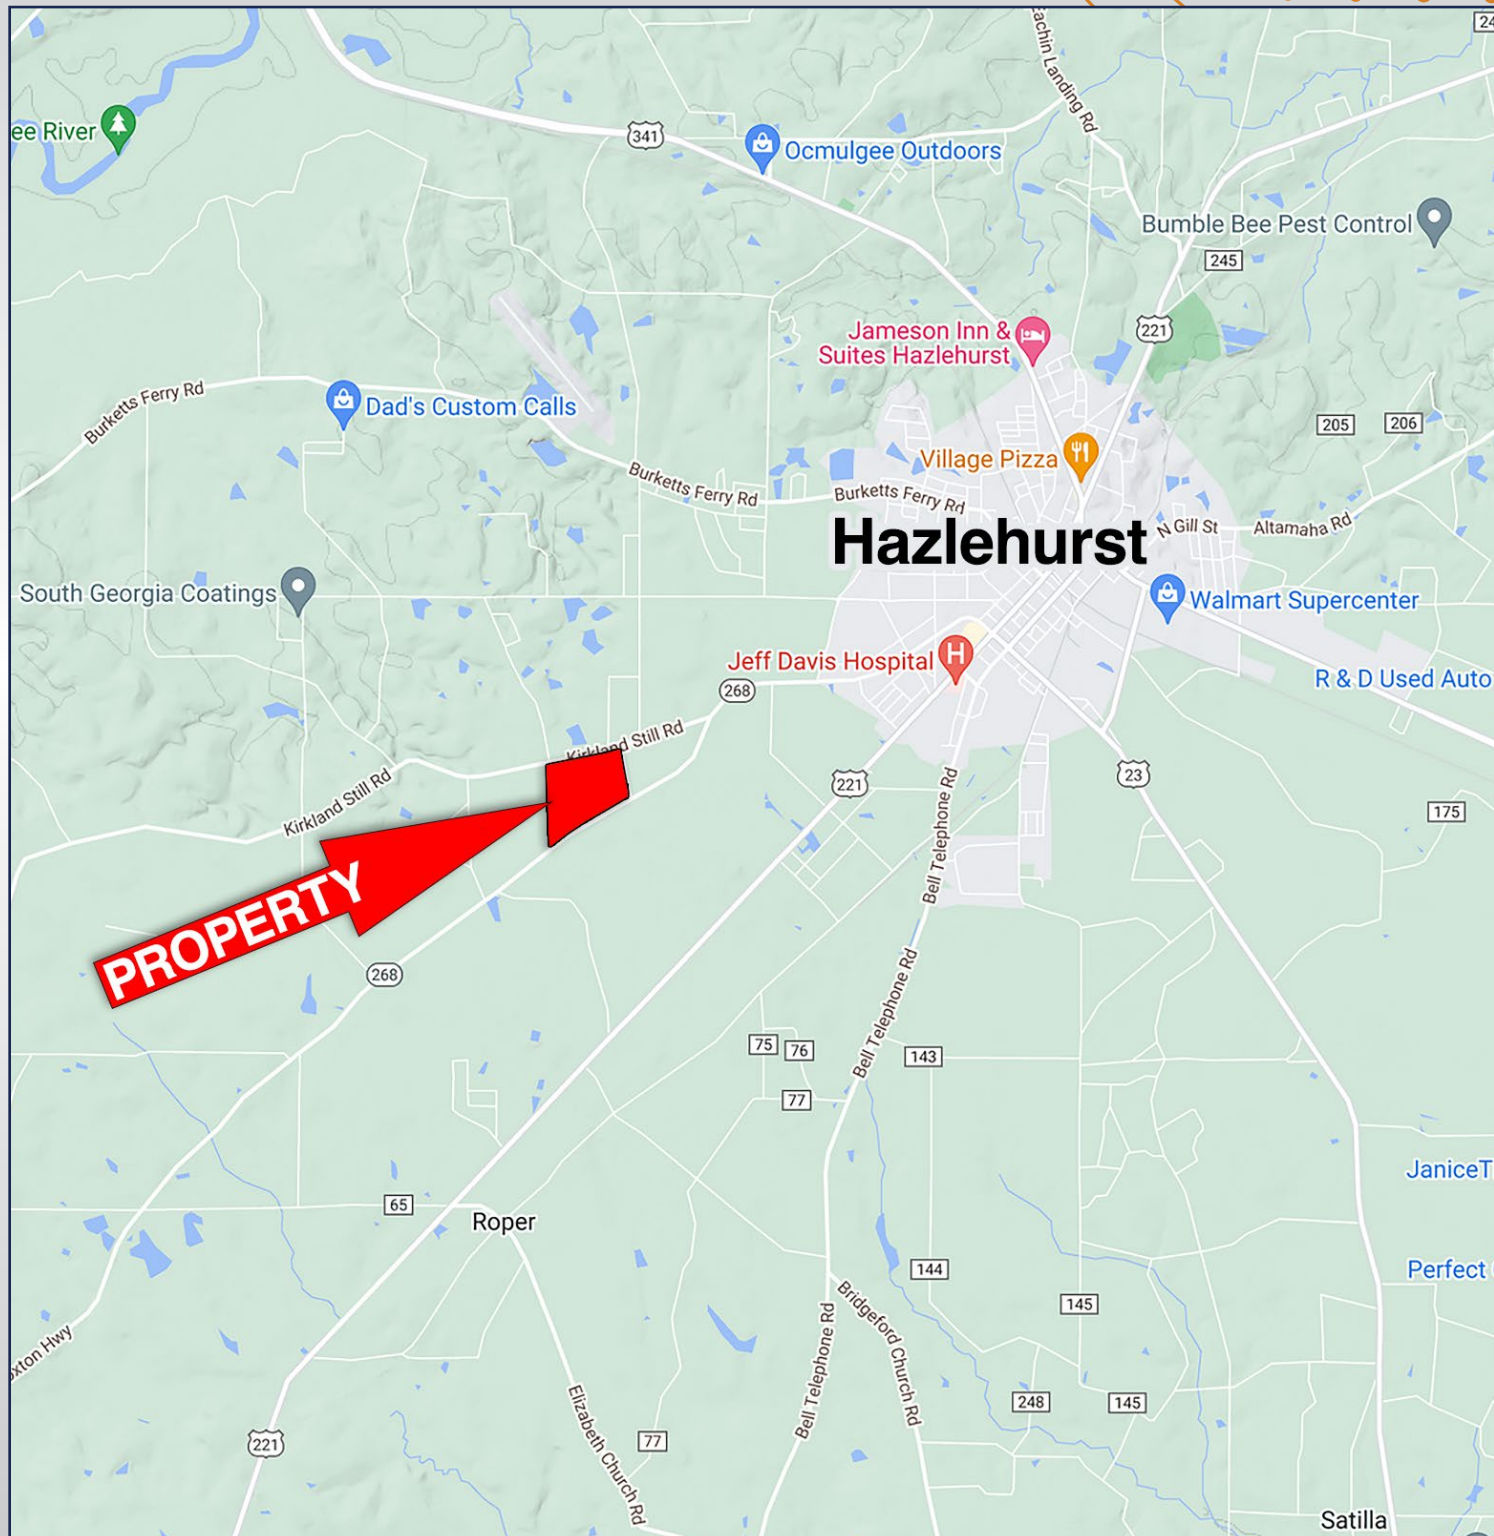 24
eachin Landing Rd
ee River
341
Ocmulgee Outdoors
Bumble Bee Pest Control
245
221
Jameson Inn &
Suites Hazlehurst
Burketts Ferry Rd
Dad's Custom Calls
205
206
Village Pizza
Burketts Ferry Rd
Burketts Ferry Rd
Hazlehurst
N Gill St
Altamaha Rd
South Georgia Coatings
Walmart Supercenter
Jeff Davis Hospital
R & D Used Auto
268
Kirkland Still Rd
Kirkland Still Rd
221
23
175
Bell Telephone Rd
PROPERTY
268
Bell Telephone Rd
75
76
143
77
JaniceT
65
Roper
144
Perfect
145
Bridgeford Church Rd
oxton Hwy
Bell Telephone Rd
Elizabeth Church Rd
248
145
221
77
Satilla